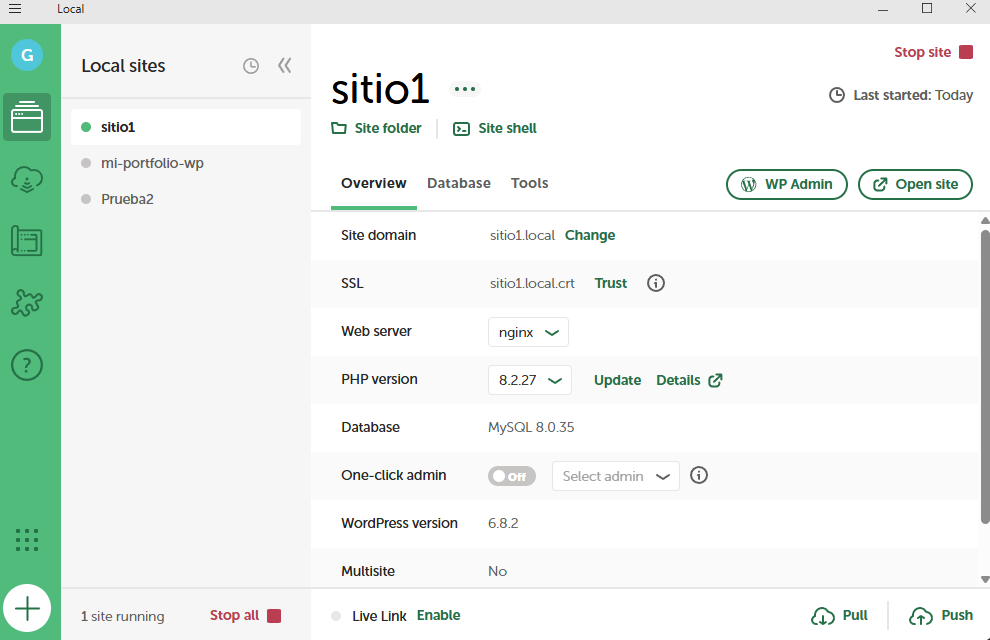 Local
G
Local sites
sitio1
mi-portfolio-wp
Prueba2
?
1 site running
Stop all
Stop site
sitio1
Last started: Today
Site folder
Site shell
Overview
Database
Tools
WP Admin
Open site
Site domain
sitio1.local
Change
SSL
sitio1.local.crt
Trust
Web server
nginx
PHP version
8.2.27
Update
Details
Database
MySQL 8.0.35
One-click admin
Off
Select admin
WordPress version
6.8.2
Multisite
No
Live Link
Enable
Pull
Push